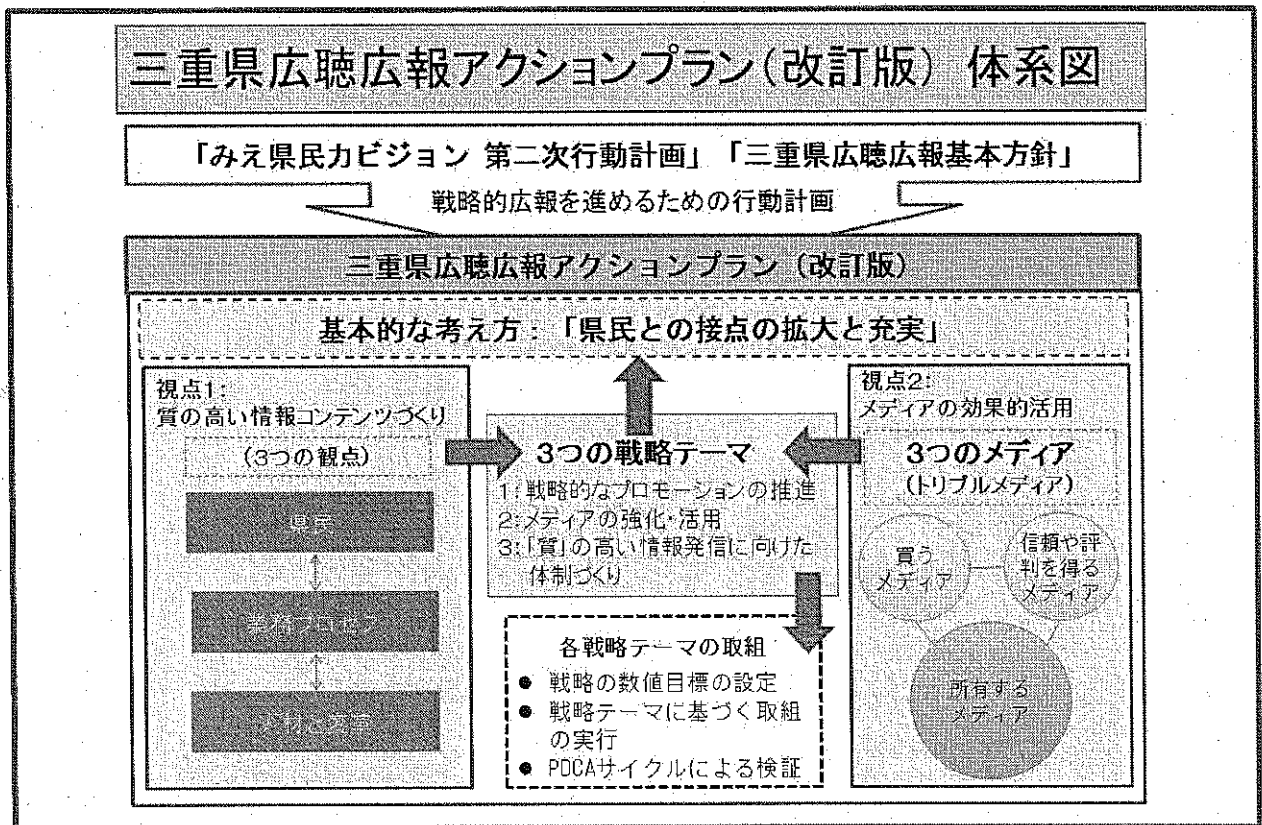 三重県広聴広報アクションプラン(改訂版) 体系図
「みえ県民力ビジョン 第二次行動計画」「三重県広聴広報基本方針」
戦略的広報を進めるための行動計画
三重県広聴広報アクションプラン(改訂版)
基本的な考え方:「県民との接点の拡大と充実」
視点1:
質の高い情報コンテンツづくり
(3つの観点)
県民
業務プロセス
3つの戦略テーマ
1:戦略的なプロモーションの推進
2:メディアの強化・活用
3:「質」の高い情報発信に向けた
体制づくり
各戦略テーマの取組
● 戦略の数値目標の設定
● 戦略テーマに基づく取組
の実行
● PDCAサイクルによる検証
視点2:
メディアの効果的活用
3つのメディア
(トリプルメディア)
買う
メディア
信頼や評
判を得る
メディア
所有する
メディア